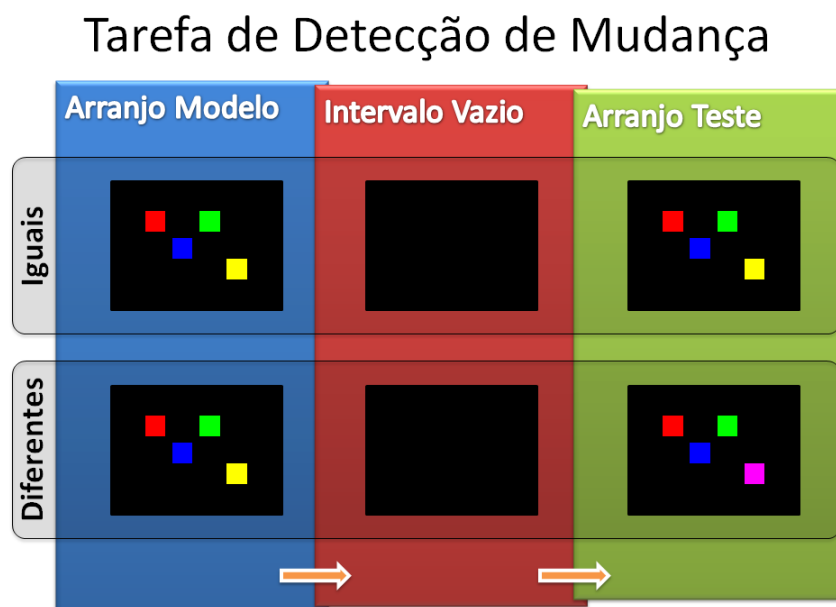 Tarefa de Detecção de Mudança
Arranjo Modelo
Intervalo Vazio
Arranjo Teste
Iguais
Diferentes